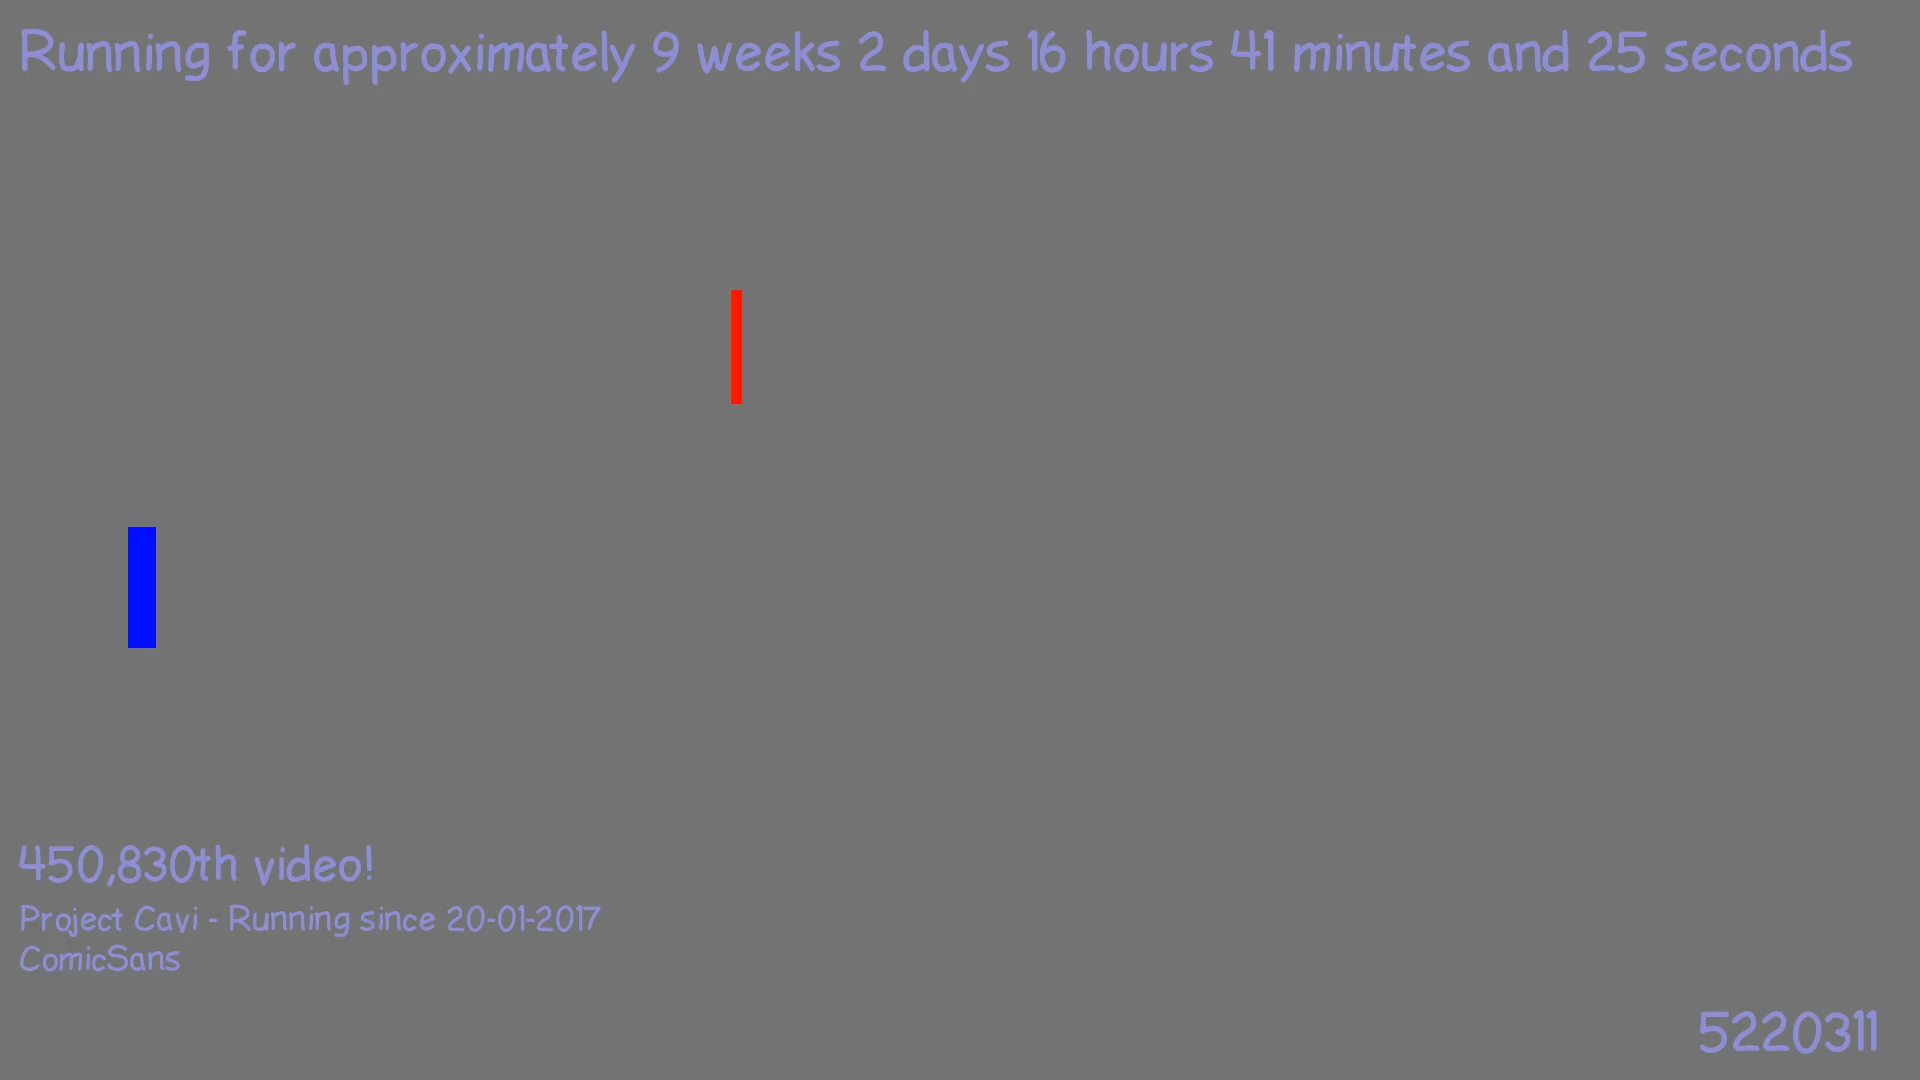 Running for approximately 9 weeks 2 days 16 hours 41 minutes and 25 seconds
450,830th video!
Project Cavi - Running since 20-01-2017
ComicSans
5220311